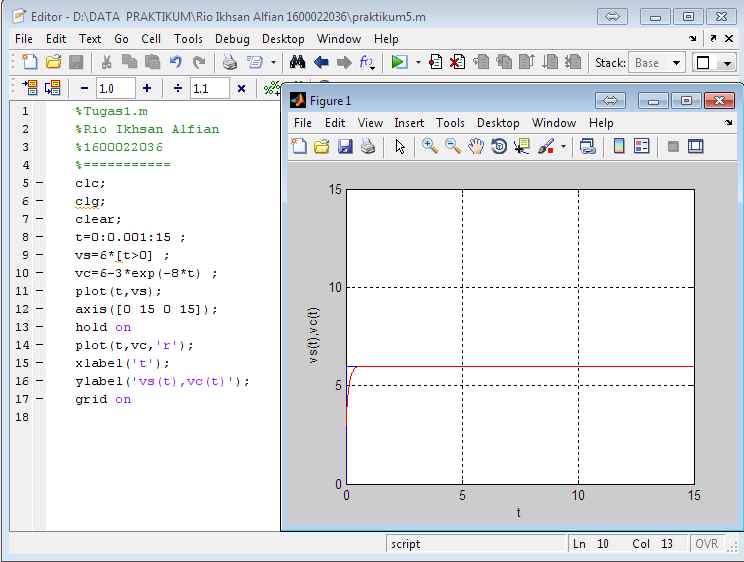 Editor - D:\DATA PRAKTIKUM\Rio Ikhsan Alfian 1600022036\praktikum5.m
File Edit Text Go Cell Tools Debug Desktop Window Help
Stack: Base
1.0 1.1
1 %Tugas1.m
2 %Rio Ikhsan Alfian
3 %1600022036
4 %===========
5 clc;
6 clg;
7 clear;
8 t=0:0.001:15 ;
9 vs=6*[t>0] ;
10 vc=6-3*exp(-8*t) ;
11 plot(t,vs);
12 axis([0 15 0 15]);
13 hold on
14 plot(t,vc,'r');
15 xlabel('t');
16 ylabel('vs(t),vc(t)');
17 grid on
18
Figure 1
File Edit View Insert Tools Desktop Window Help
15
10
5
0
vs(t),vc(t)
0 5 10 15
t
script Ln 10 Col 13 OVR